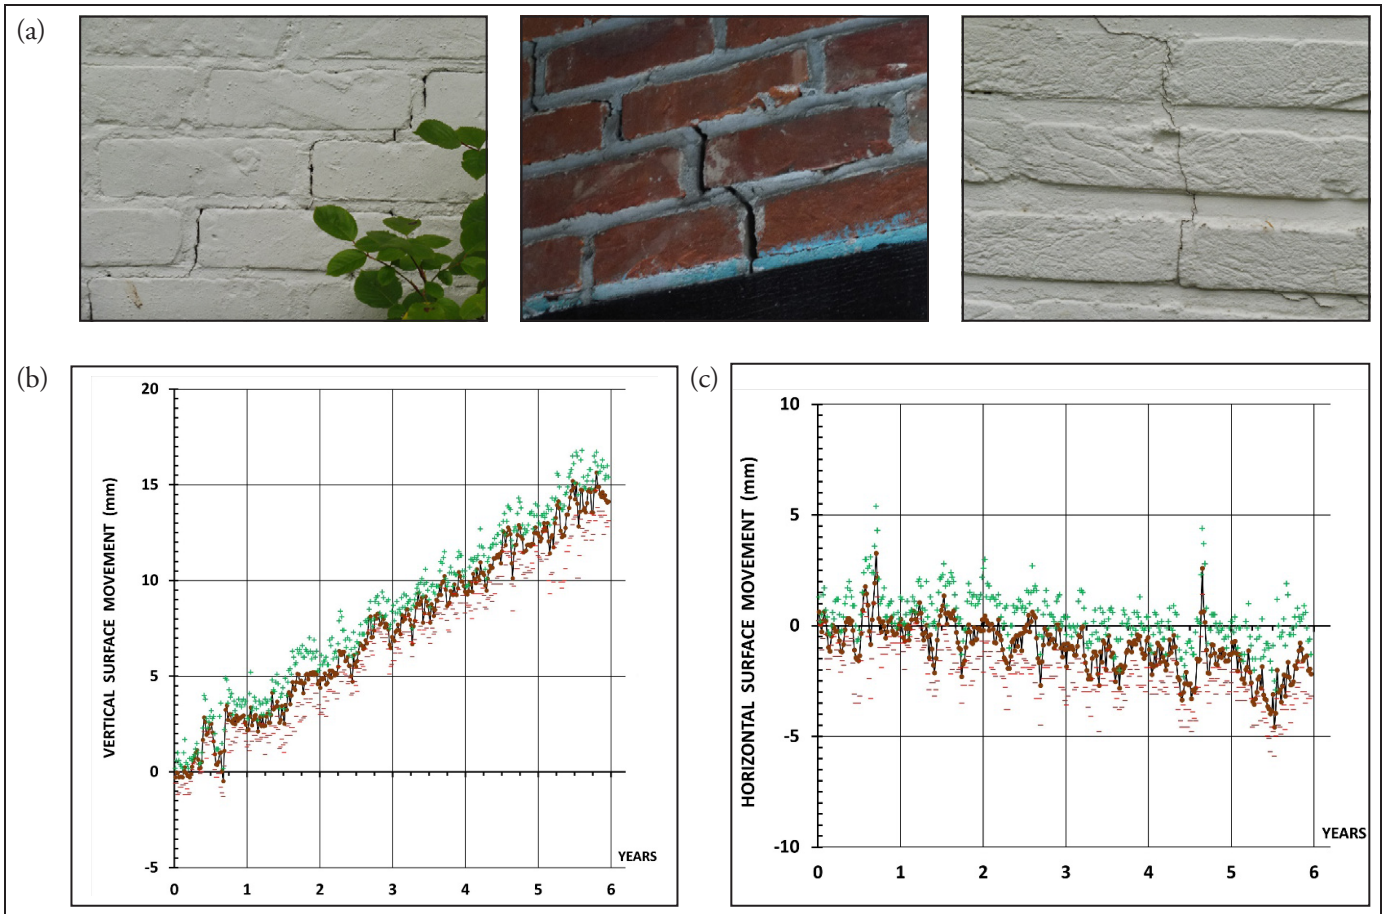 (a)
(b)
20
15
10
5
0
-5
VERTICAL SURFACE MOVEMENT (mm)
YEARS
0 1 2 3 4 5 6
(c)
10
5
0
-5
-10
HORIZONTAL SURFACE MOVEMENT (mm)
YEARS
0 1 2 3 4 5 6